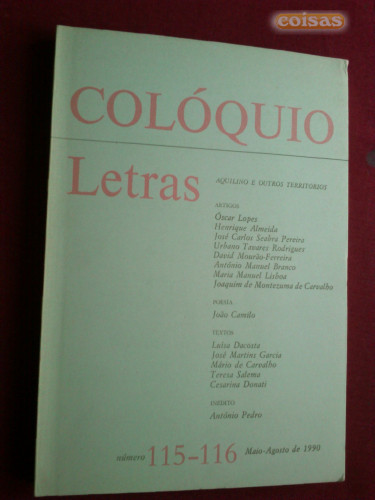 coisas
COLÓQUIO
Letras
AQUILINO E OUTROS TERRITÓRIOS
ARTIGOS
Óscar Lopes
Henrique Almeida
José Carlos Seabra Pereira
Urbano Tavares Rodrigues
David Mourão-Ferreira
António Manuel Branco
Maria Manuel Lisboa
Joaquim de Montezuma de Carvalho
POESIA
João Camilo
TEXTOS
Luísa Dacosta
José Martins Garcia
Mário de Carvalho
Teresa Salema
Cesarina Donati
INÉDITO
António Pedro
número 115-116 Maio-Agosto de 1990